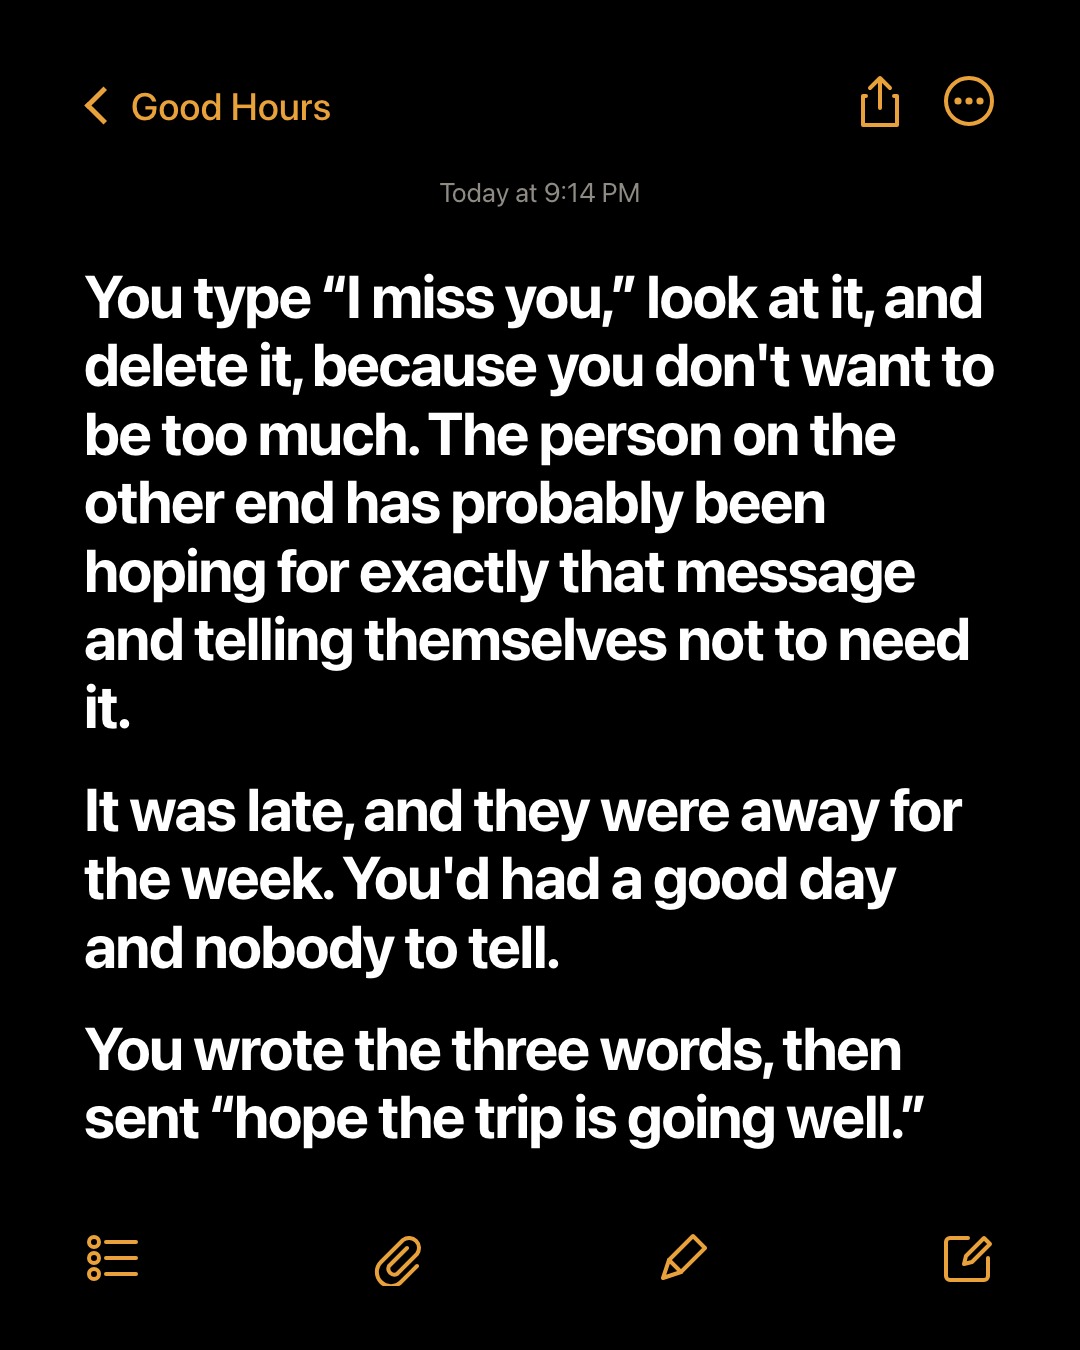 Good Hours
Today at 9:14 PM
You type “I miss you,” look at it, and
delete it, because you don't want to
be too much. The person on the
other end has probably been
hoping for exactly that message
and telling themselves not to need
it.
It was late, and they were away for
the week. You'd had a good day
and nobody to tell.
You wrote the three words, then
sent “hope the trip is going well.”